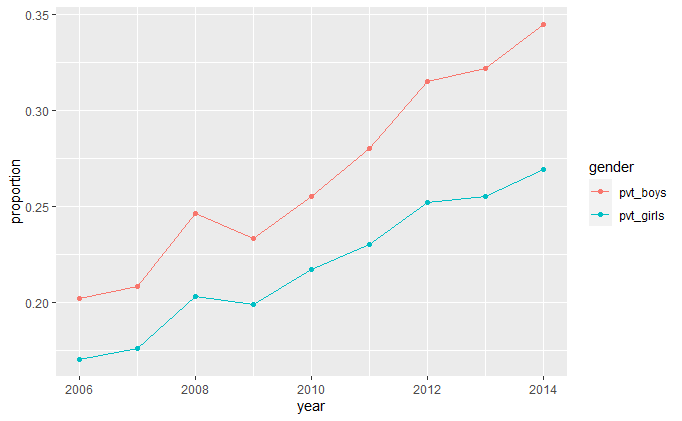 0.35
0.30
0.25
0.20
proportion
2006 2008 2010 2012 2014
year
gender
pvt_boys
pvt_girls